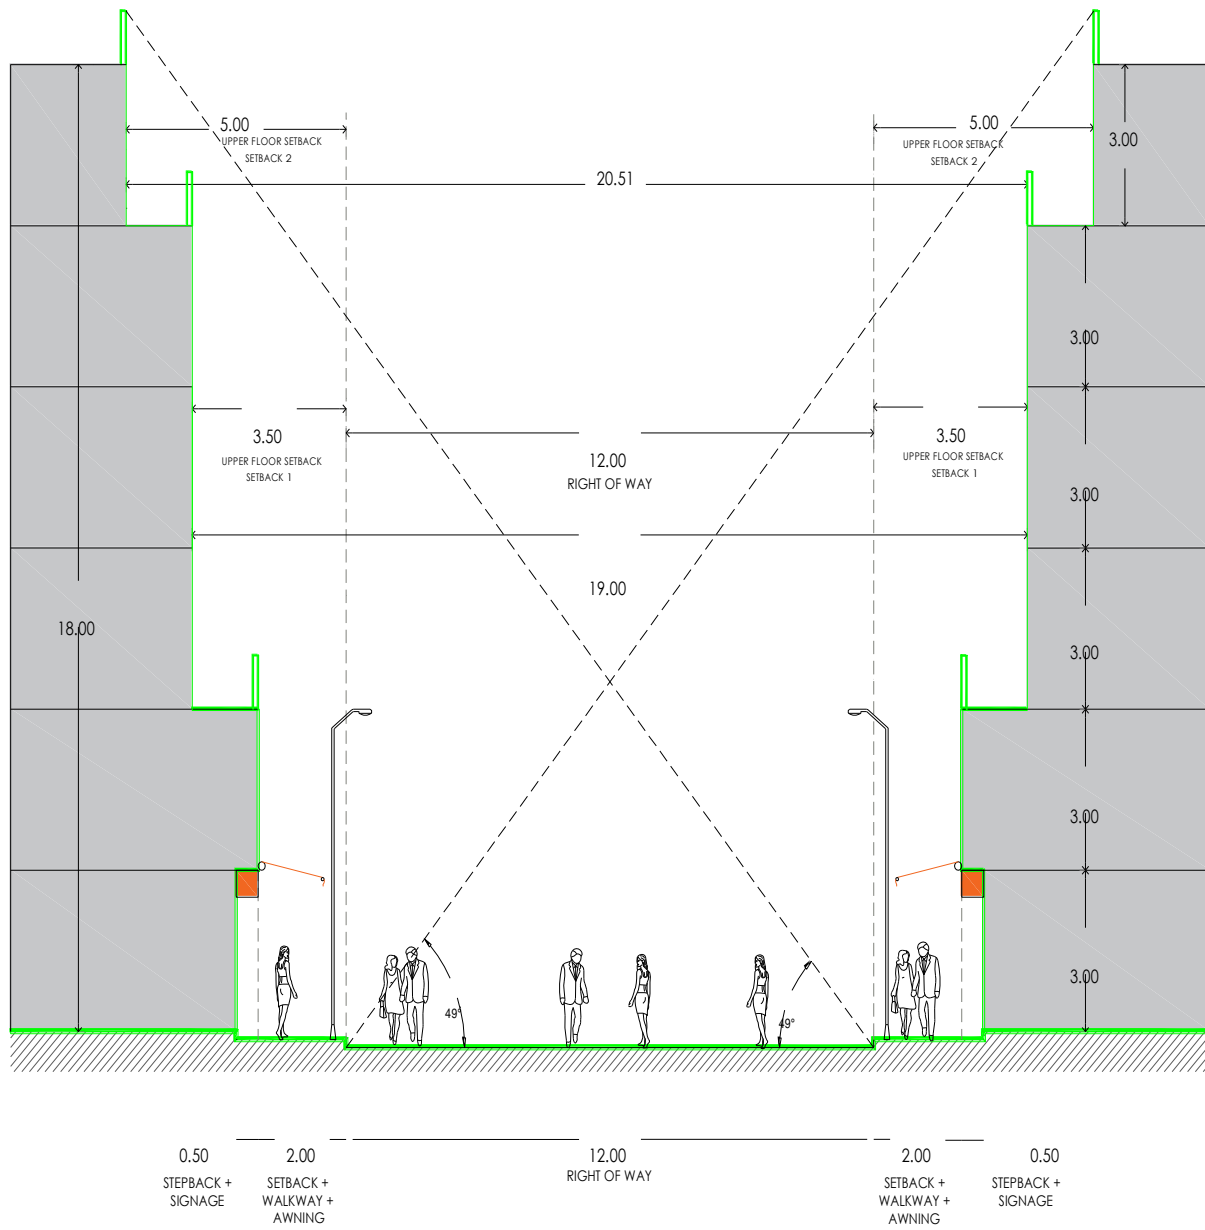 5.00
UPPER FLOOR SETBACK
SETBACK 2
5.00
UPPER FLOOR SETBACK
SETBACK 2
3.00
20.51
3.00
3.50
UPPER FLOOR SETBACK
SETBACK 1
12.00
RIGHT OF WAY
3.50
UPPER FLOOR SETBACK
SETBACK 1
3.00
19.00
18.00
3.00
3.00
3.00
49°
49°
0.50
STEPBACK +
SIGNAGE
2.00
SETBACK +
WALKWAY +
AWNING
12.00
RIGHT OF WAY
2.00
SETBACK +
WALKWAY +
AWNING
0.50
STEPBACK +
SIGNAGE